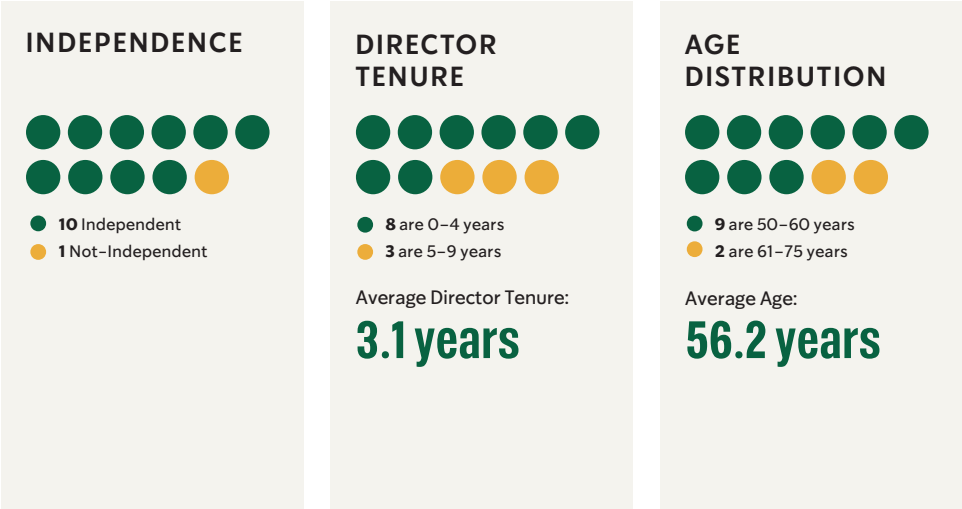 INDEPENDENCE
10 Independent
1 Not-Independent
DIRECTOR
TENURE
8 are 0–4 years
3 are 5–9 years
Average Director Tenure:
3.1 years
AGE
DISTRIBUTION
9 are 50–60 years
2 are 61–75 years
Average Age:
56.2 years